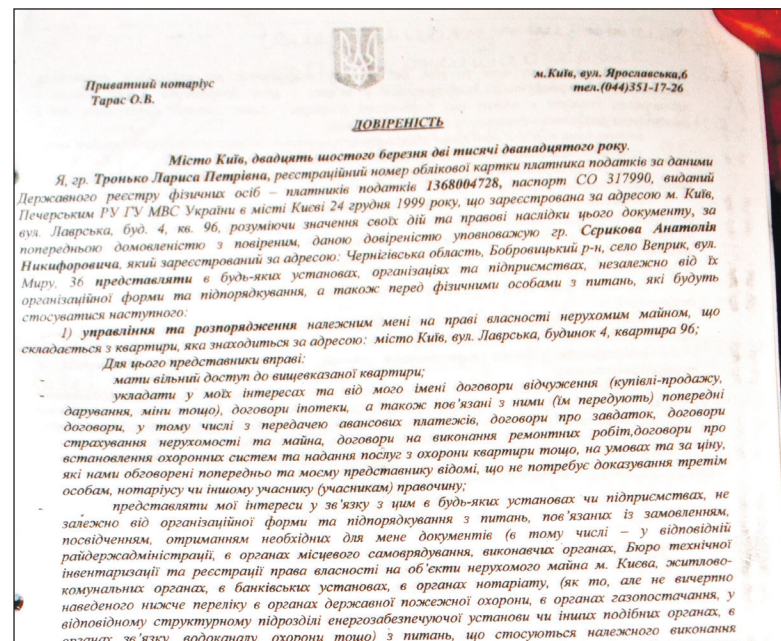 Приватний нотаріус
Тарас О.В.
м.Київ, вул. Ярославська,6
тел.(044)351-17-26
ДОВІРЕНІСТЬ
Місто Київ, двадцять шостого березня дві тисячі дванадцятого року.
Я, гр. Тронько Лариса Петрівна, реєстраційний номер облікової картки платника податків за даними
Державного реєстру фізичних осіб – платників податків 1368004728, паспорт СО 317990, виданий
Печерським РУ ГУ МВС України в місті Києві 24 грудня 1999 року, що зареєстрована за адресою м. Київ,
вул. Лаврська, буд. 4, кв. 96, розуміючи значення своїх дій та правові наслідки цього документу, за
попередньою домовленістю з повіреним, даною довіреністю уповноважую гр. Сєрикова Анатолія
Никифоровича, який зареєстрований за адресою: Чернігівська область, Бобровицький р-н, село Веприк, вул.
Миру, 36 представляти в будь-яких установах, організаціях та підприємствах, незалежно від їх
організаційної форми та підпорядкування, а також перед фізичними особами з питань, які будуть
стосуватися наступного:
1) управління та розпорядження належним мені на праві власності нерухомим майном, що
складається з квартири, яка знаходиться за адресою: місто Київ, вул. Лаврська, будинок 4, квартира 96;
Для цього представники вправі:
- мати вільний доступ до вищевказаної квартири;
- укладати у моїх інтересах та від мого імені договори відчуження (купівлі-продажу,
дарування, міни тощо), договори іпотеки, а також пов'язані з ними (їм передують) попередні
договори, у тому числі з передачею авансових платежів, договори про завдаток, договори
страхування нерухомості та майна, договори на виконання ремонтних робіт,договори про
встановлення охоронних систем та надання послуг з охорони квартири тощо, на умовах та за ціну,
які нами обговорені попередньо та моєму представнику відомі, що не потребує доказування третім
особам, нотаріусу чи іншому учаснику (учасникам) правочину;
- представляти мої інтереси у зв'язку з цим в будь-яких установах чи підприємствах, не
залежно від організаційної форми та підпорядкування з питань, пов'язаних із замовленням,
посвідченням, отриманням необхідних для мене документів (в тому числі – у відповідній
райдержадміністрації, в органах місцевого самоврядування, виконавчих органах, Бюро технічної
інвентаризації та реєстрації права власності на об'єкти нерухомого майна м. Києва, житлово-
комунальних органах, в банківських установах, в органах нотаріату, (як то, але не вичерпно
наведеного нижче переліку в органах державної пожежної охорони, в органах газопостачання, у
відповідному структурному підрозділі енергозабезпечуючої установи чи інших подібних органах, в
органах зв'язку, водоканалу, охорони тощо) з питань, що стосуються належного виконання